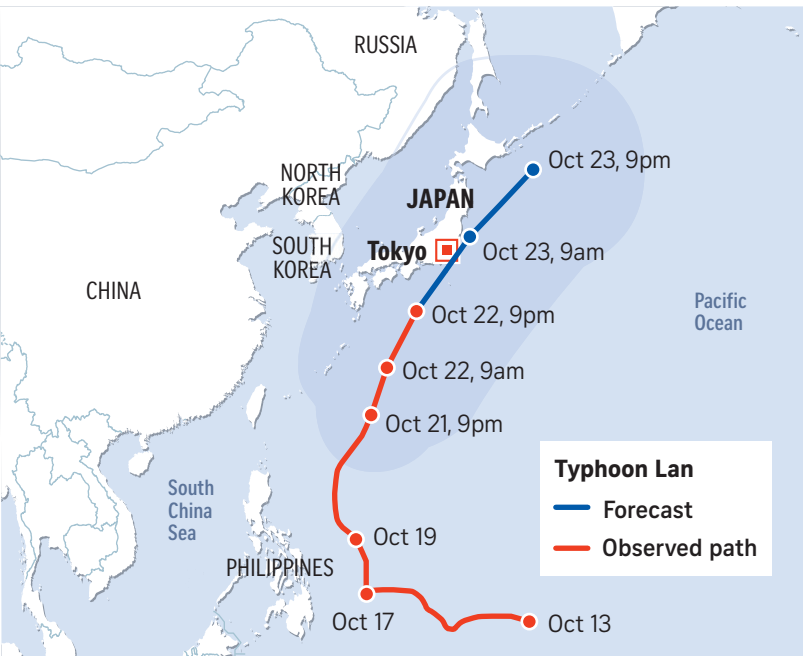 RUSSIA
Oct 23, 9pm
NORTH
KOREA
JAPAN
Tokyo
SOUTH
KOREA
Oct 23, 9am
CHINA
Pacific
Ocean
Oct 22, 9pm
Oct 22, 9am
Oct 21, 9pm
Typhoon Lan
Forecast
Observed path
South
China
Sea
Oct 19
PHILIPPINES
Oct 17
Oct 13